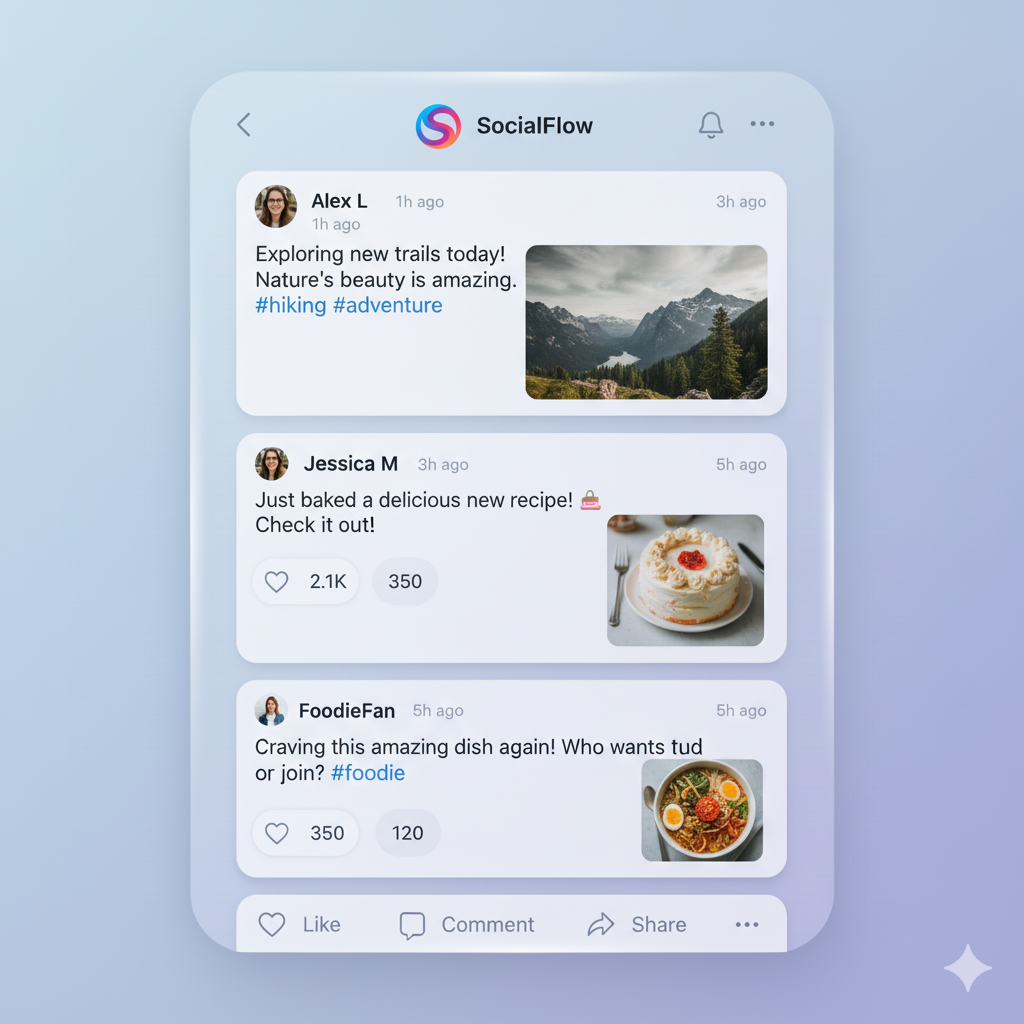 SocialFlow
Alex L 1h ago 3h ago
1h ago
Exploring new trails today!
Nature's beauty is amazing.
#hiking #adventure
Jessica M 3h ago 5h ago
Just baked a delicious new recipe!
Check it out!
2.1K 350
FoodieFan 5h ago 5h ago
Craving this amazing dish again! Who wants tud
or join? #foodie
350 120
Like Comment Share